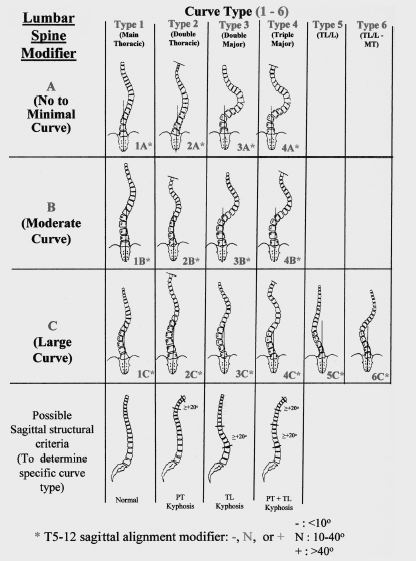 Lumbar Spine Modifier
Curve Type (1 - 6)
Type 1 (Main Thoracic)
Type 2 (Double Thoracic)
Type 3 (Double Major)
Type 4 (Triple Major)
Type 5 (TL/L)
Type 6 (TL/L - MT)
A (No to Minimal Curve)
1A* 2A* 3A* 4A*
B (Moderate Curve)
1B* 2B* 3B* 4B*
C (Large Curve)
1C* 2C* 3C* 4C* 5C* 6C*
Possible Sagittal structural criteria (To determine specific curve type)
Normal
≥+20° PT Kyphosis
≥+20° TL Kyphosis
≥+20° ≥+20° PT + TL Kyphosis
* T5-12 sagittal alignment modifier: -, N, or +
- : <10°
N : 10-40°
+ : >40°